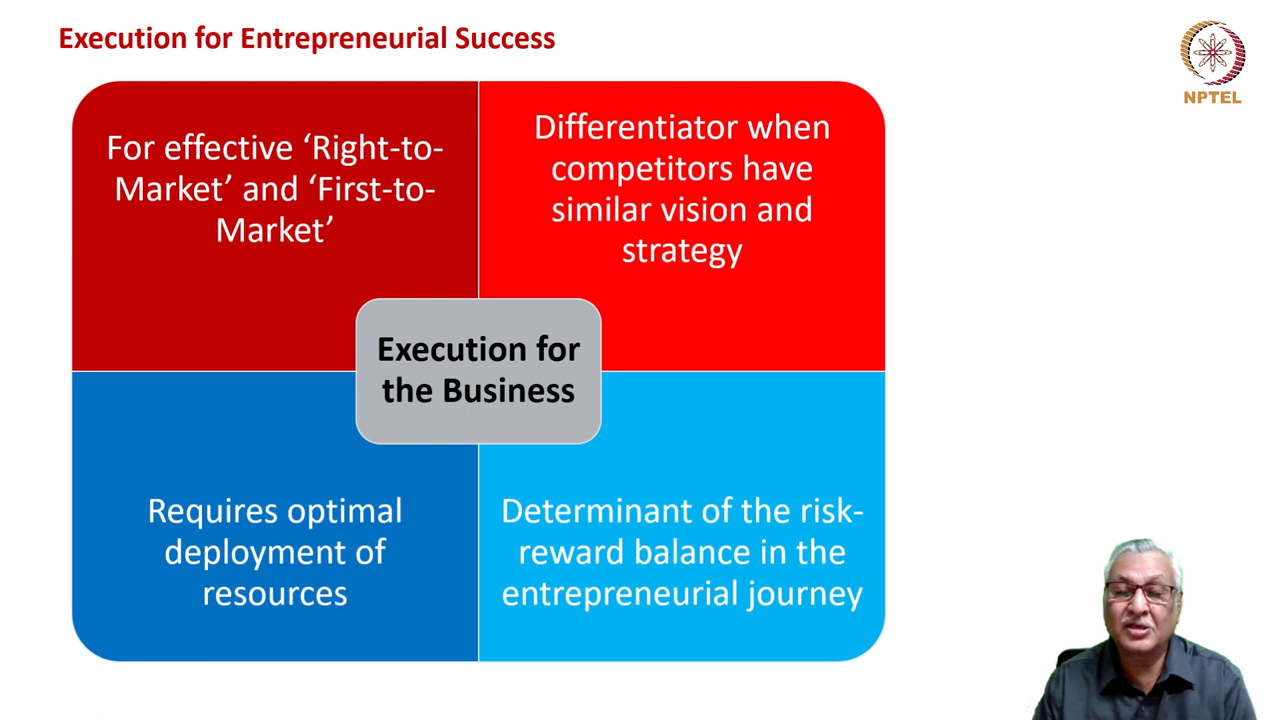 Execution for Entrepreneurial Success
NPTEL
For effective ‘Right-to-
Market’ and ‘First-to-
Market’
Differentiator when
competitors have
similar vision and
strategy
Execution for
the Business
Requires optimal
deployment of
resources
Determinant of the risk-
reward balance in the
entrepreneurial journey